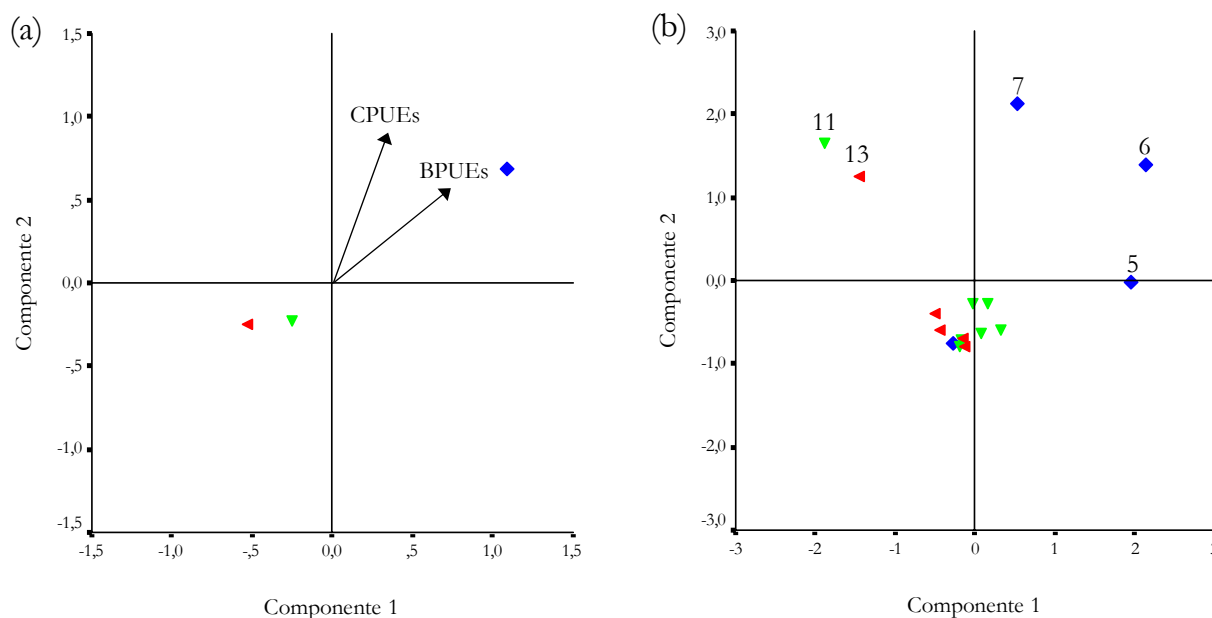 (a)
1,5
1,0
,5
0,0
-,5
-1,0
-1,5
-1,5 -1,0 -,5 0,0 ,5 1,0 1,5
Componente 2
Componente 1
CPUEs
BPUEs
(b)
3,0
2,0
1,0
0,0
-1,0
-2,0
-3,0
-3 -2 -1 0 1 2 3
Componente 2
Componente 1
7
11
13
6
5